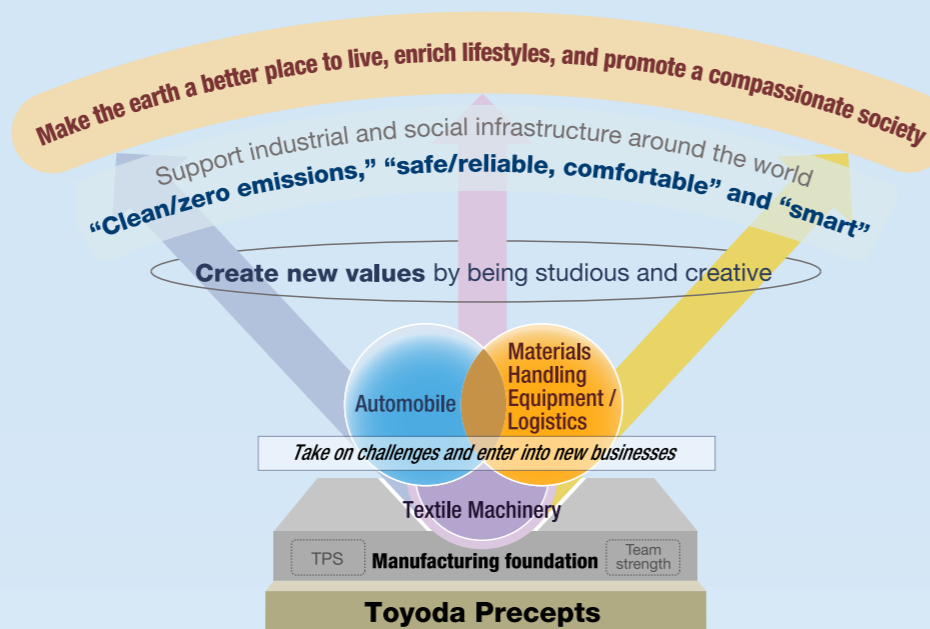 Make the earth a better place to live, enrich lifestyles, and promote a compassionate society
Support industrial and social infrastructure around the world
“Clean/zero emissions,” “safe/reliable, comfortable” and “smart”
Create new values by being studious and creative
Automobile
Materials
Handling
Equipment /
Logistics
Take on challenges and enter into new businesses
Textile Machinery
TPS
Manufacturing foundation
Team
strength
Toyoda Precepts